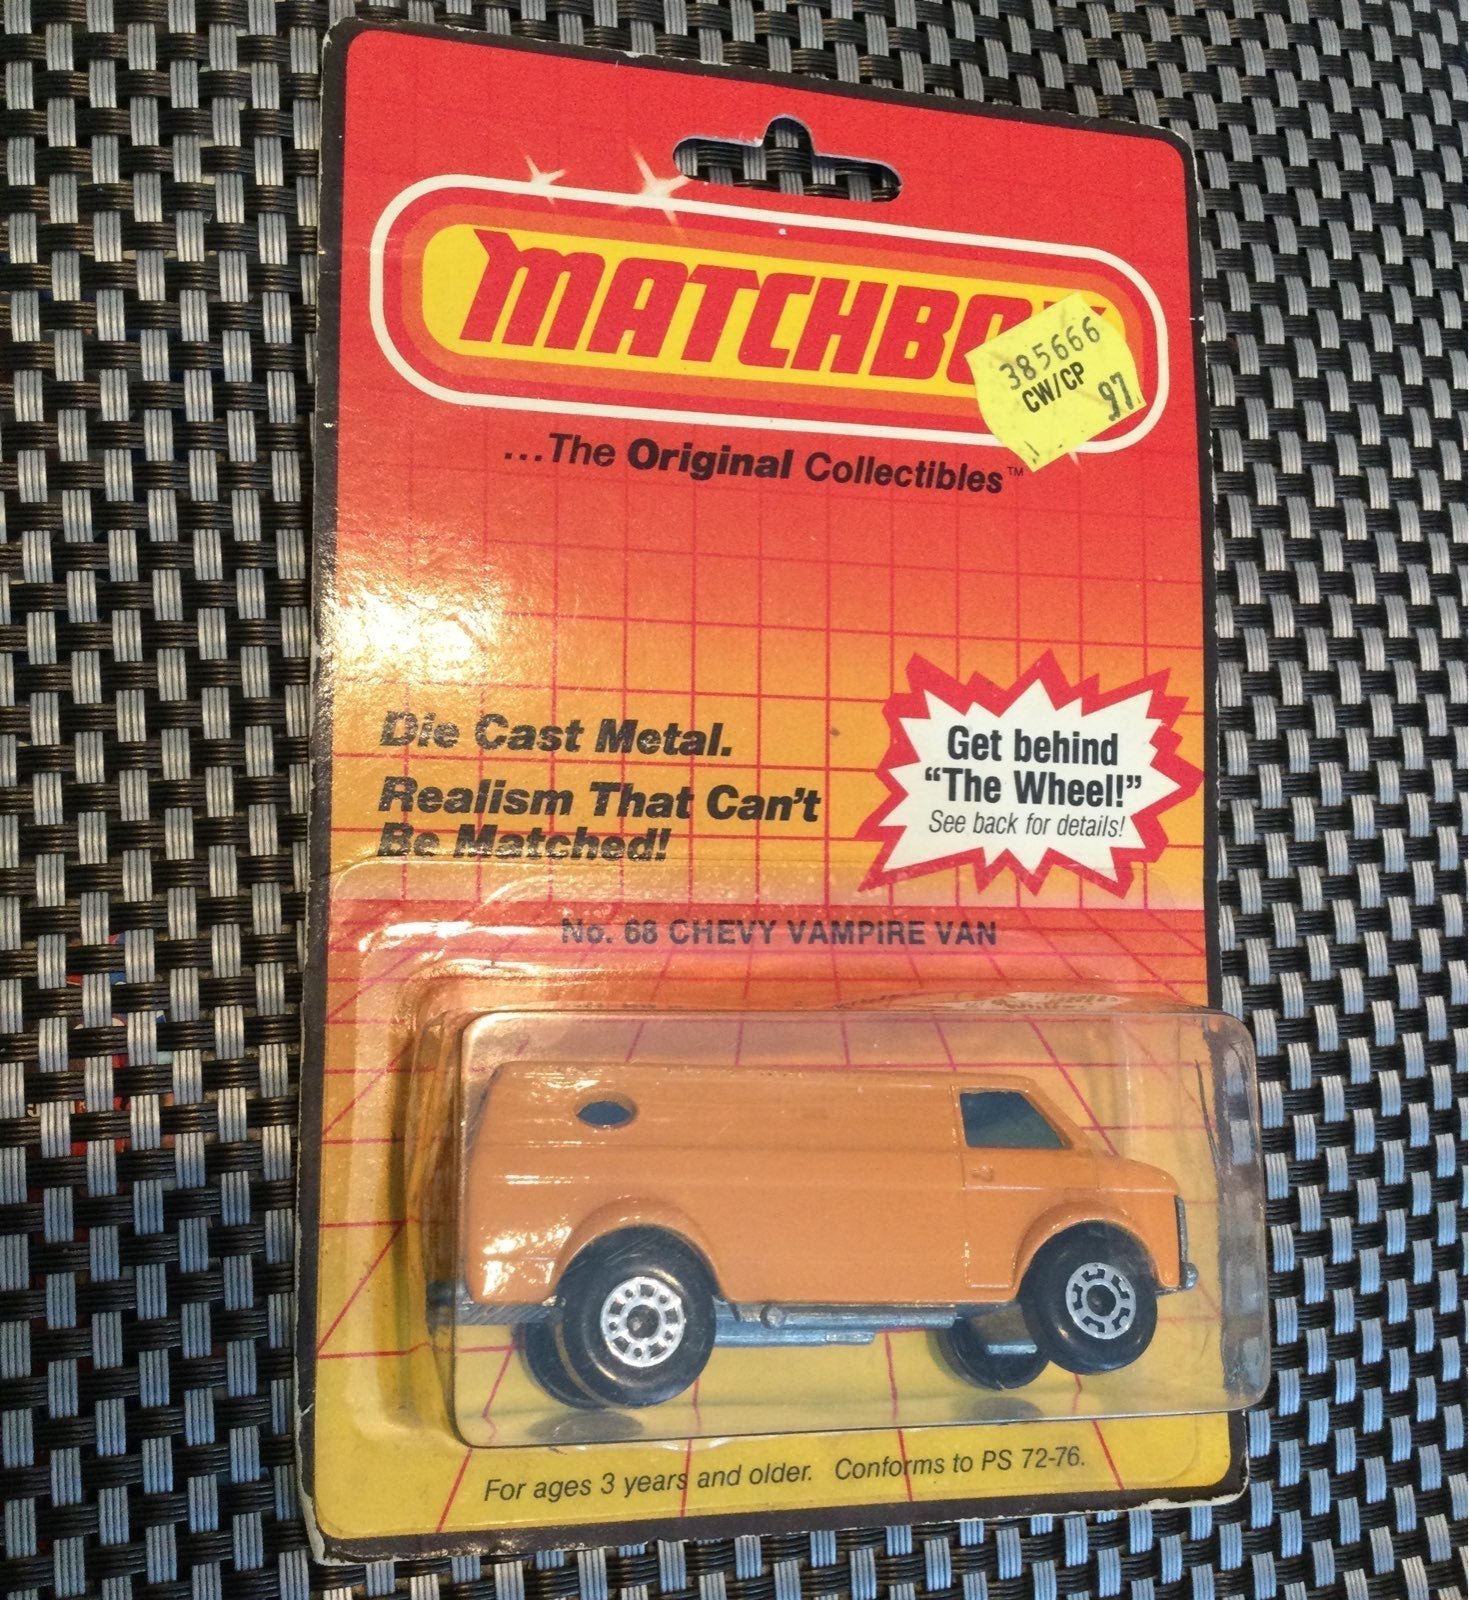 MATCHBO
385666
CW/CP
97
...The Original Collectibles™
Die Cast Metal.
Realism That Can't
Be Matched!
Get behind
“The Wheel!”
See back for details!
No. 68 CHEVY VAMPIRE VAN
For ages 3 years and older. Conforms to PS 72-76.